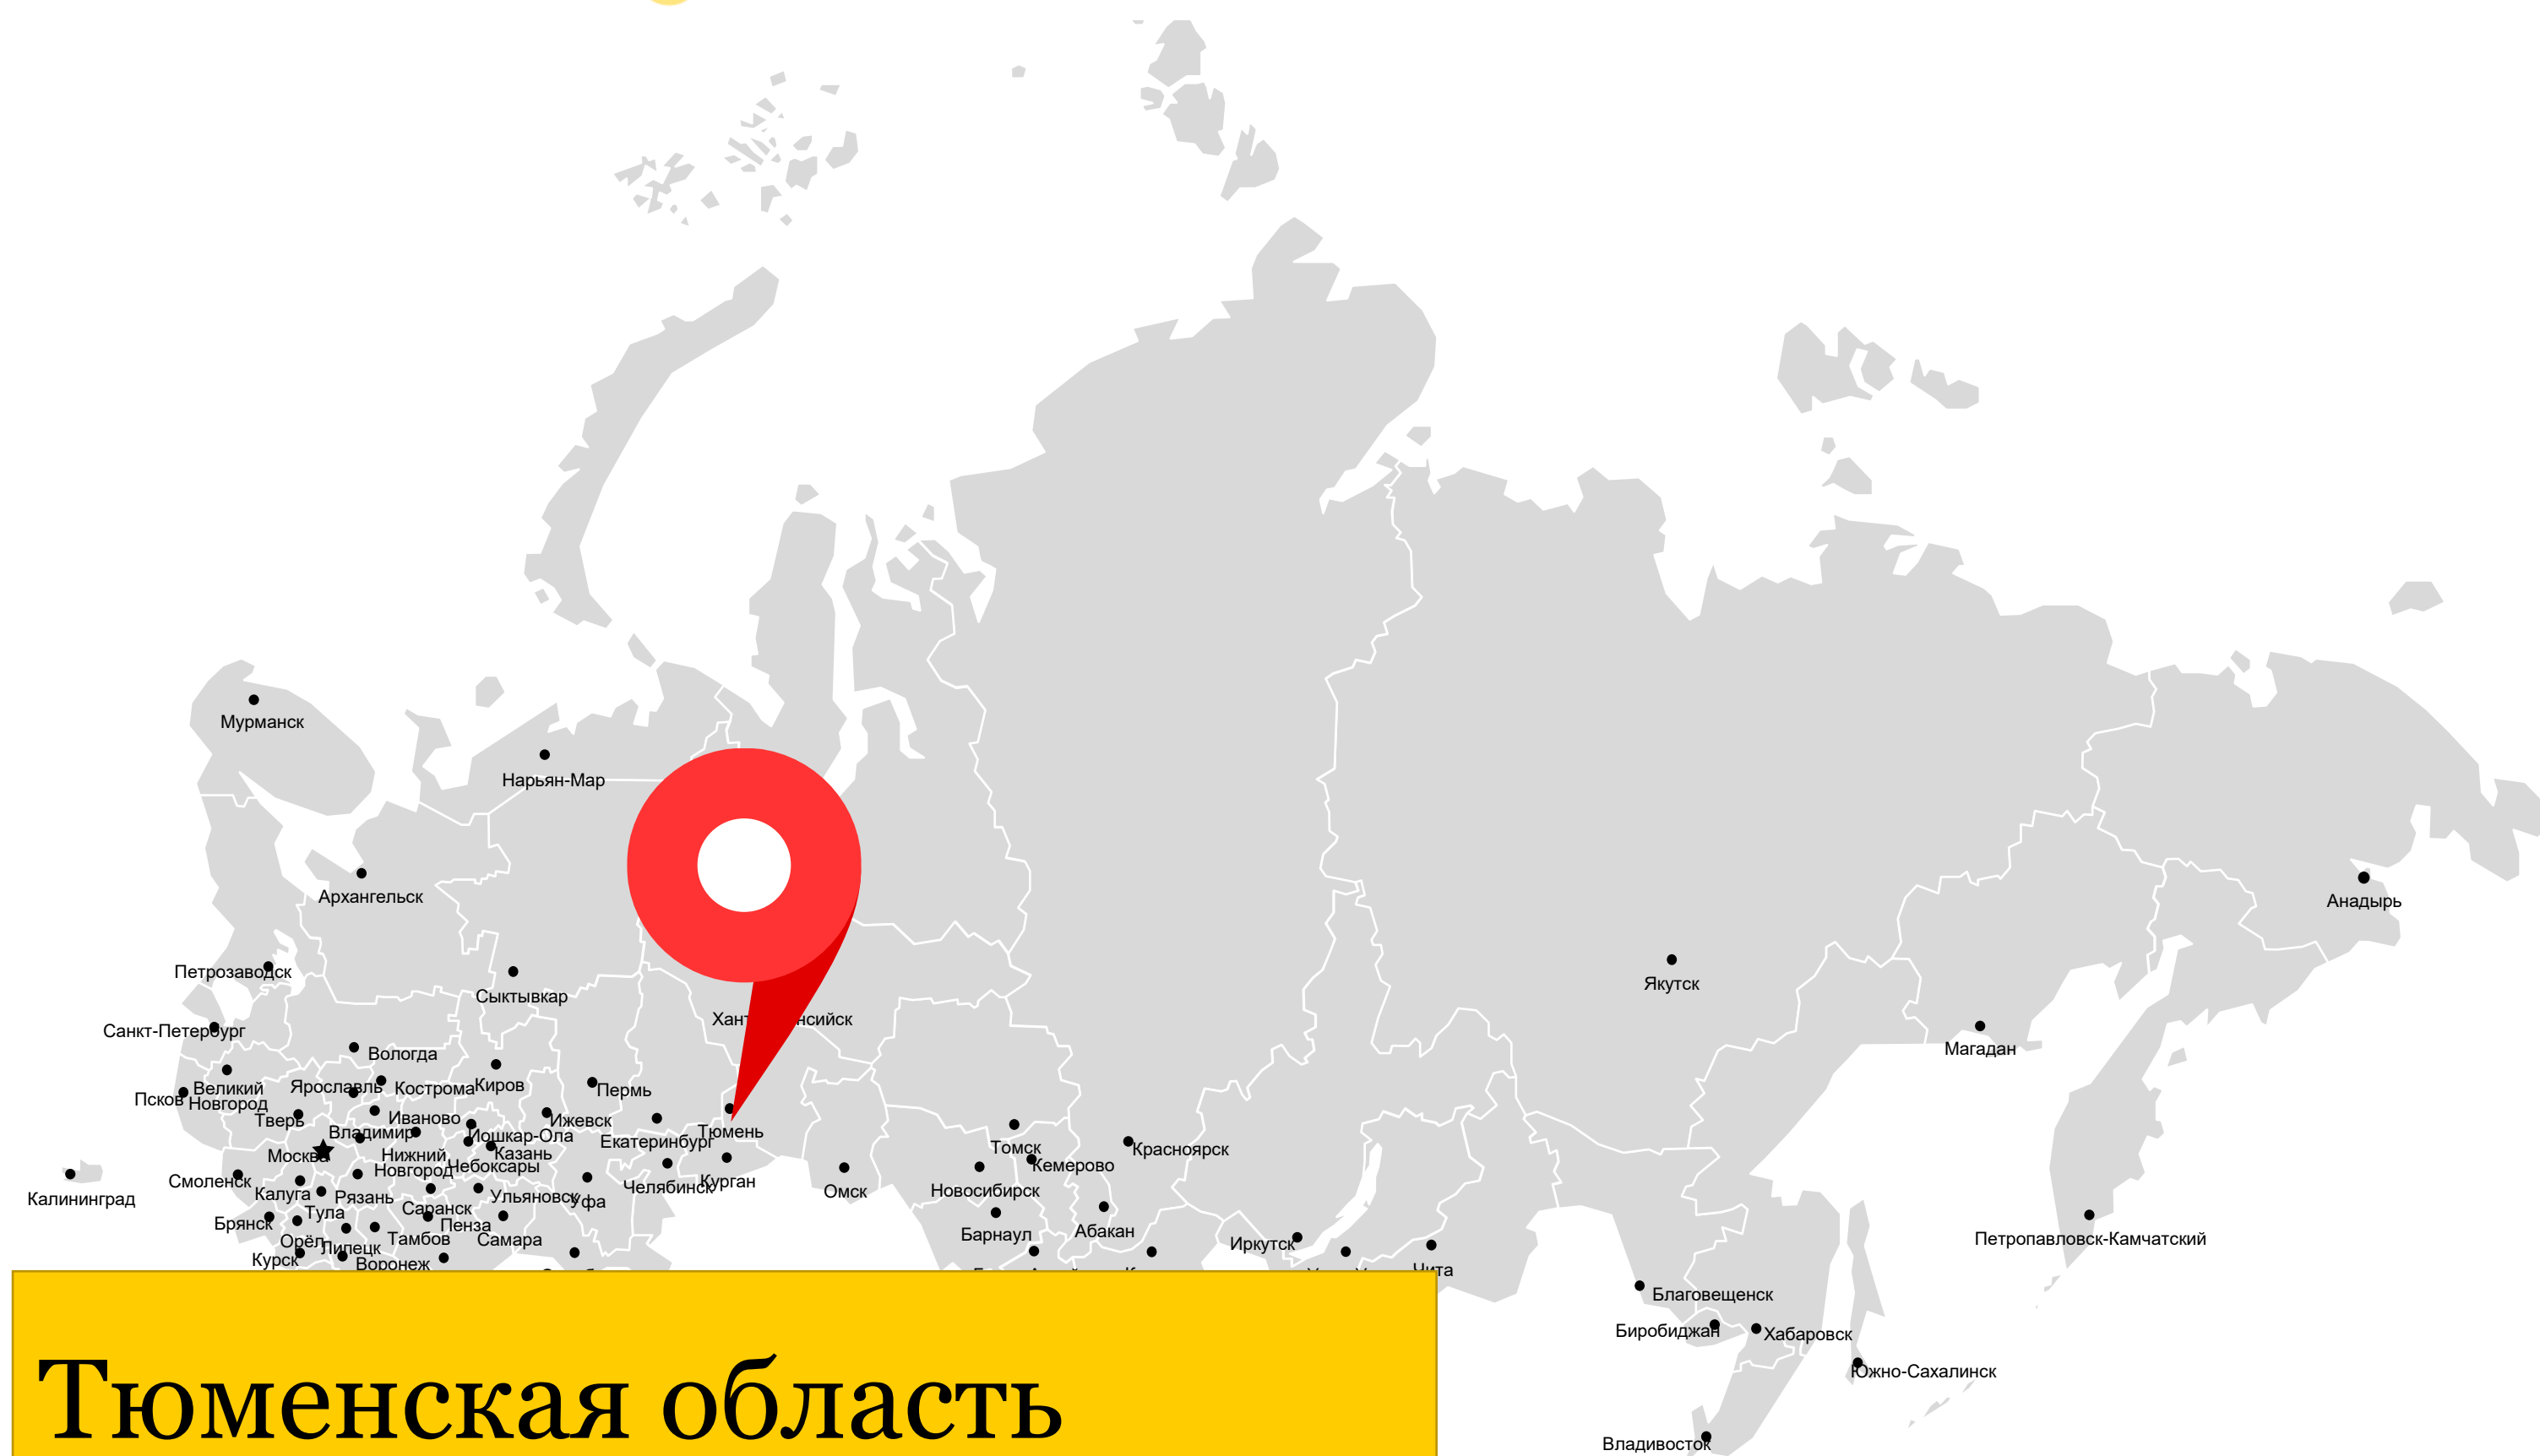 Мурманск
Нарьян-Мар
Архангельск
Анадырь
Петрозаводск
Сыктывкар
Якутск
Санкт-Петербург
Магадан
Вологда
Псков
Великий
Новгород
Ярославль
Кострома
Киров
Пермь
Тверь
Иваново
Ижевск
Владимир
Йошкар-Ола
Екатеринбург
Тюмень
Москва
Нижний
Новгород
Казань
Чебоксары
Томск
Кемерово
Красноярск
Калининград
Смоленск
Калуга
Рязань
Ульяновск
Уфа
Челябинск
Курган
Омск
Новосибирск
Брянск
Тула
Саранск
Пенза
Орёл
Липецк
Тамбов
Самара
Барнаул
Абакан
Иркутск
Петропавловск-Камчатский
Курск
Воронеж
Чита
Благовещенск
Биробиджан
Хабаровск
Южно-Сахалинск
Владивосток
Тюменская область